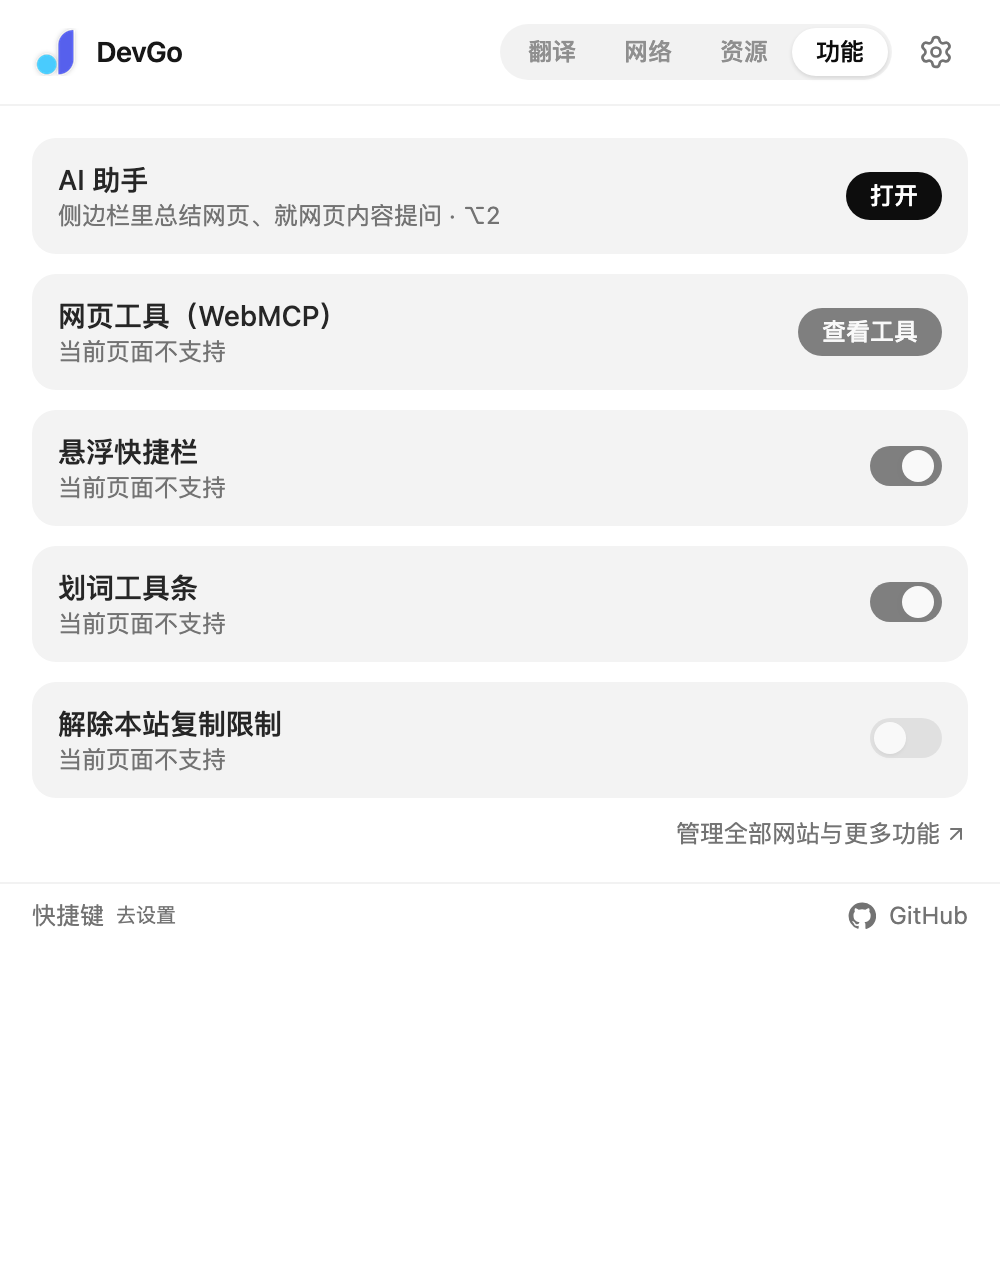 DevGo
翻译 网络 资源 功能
AI 助手
侧边栏里总结网页、就网页内容提问 · ⌥2
打开
网页工具（WebMCP）
当前页面不支持
查看工具
悬浮快捷栏
当前页面不支持
划词工具条
当前页面不支持
解除本站复制限制
当前页面不支持
管理全部网站与更多功能
快捷键 去设置
GitHub